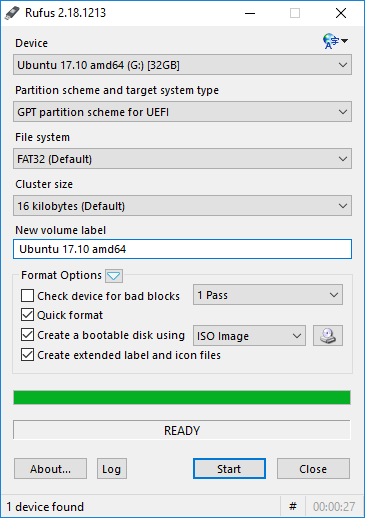 Rufus 2.18.1213
Device
Ubuntu 17.10 amd64 (G:) [32GB]
Partition scheme and target system type
GPT partition scheme for UEFI
File system
FAT32 (Default)
Cluster size
16 kilobytes (Default)
New volume label
Ubuntu 17.10 amd64
Format Options
Check device for bad blocks 1 Pass
Quick format
Create a bootable disk using ISO Image
Create extended label and icon files
READY
About... Log Start Close
1 device found # 00:00:27